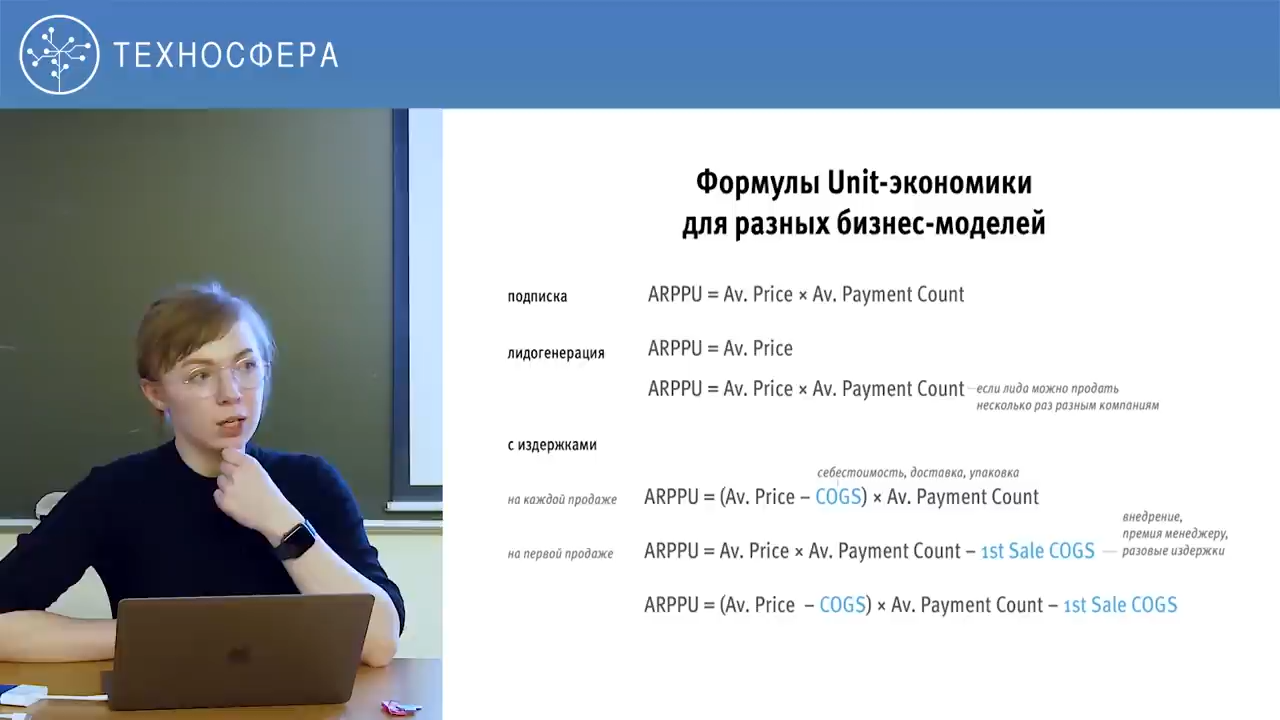 ТЕХНОСФЕРА
Формулы Unit-экономики
для разных бизнес-моделей
подписка
ARPPU = Av. Price × Av. Payment Count
лидогенерация
ARPPU = Av. Price
ARPPU = Av. Price × Av. Payment Count
если лида можно продать
несколько раз разным компаниям
с издержками
себестоимость, доставка, упаковка
на каждой продаже
ARPPU = (Av. Price – COGS) × Av. Payment Count
внедрение,
премия менеджеру,
разовые издержки
на первой продаже
ARPPU = Av. Price × Av. Payment Count – 1st Sale COGS
ARPPU = (Av. Price – COGS) × Av. Payment Count – 1st Sale COGS